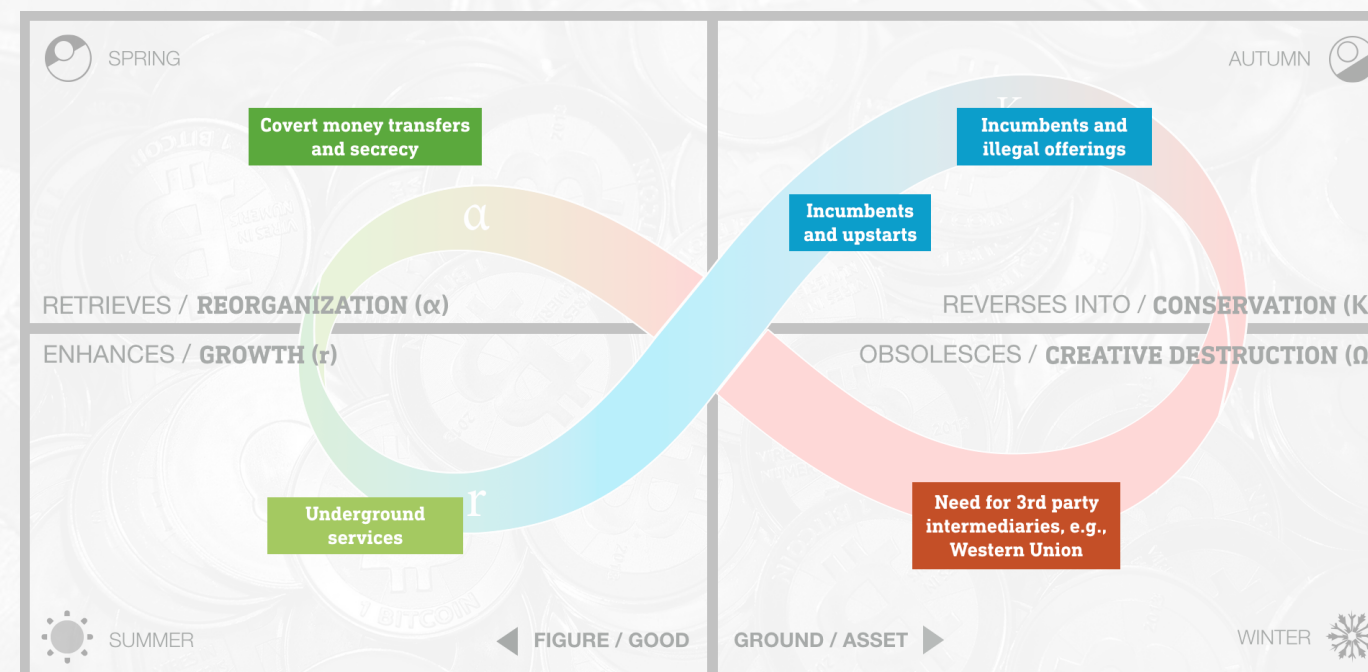 SPRING
AUTUMN
Covert money transfers
and secrecy
K
Incumbents and
illegal offerings
Incumbents
and upstarts
α
RETRIEVES / REORGANIZATION (α)
REVERSES INTO / CONSERVATION (K
ENHANCES / GROWTH (r)
OBSOLESCES / CREATIVE DESTRUCTION (Ω
r
Underground
services
Need for 3rd party
intermediaries, e.g.,
Western Union
1 BITCOIN
SUMMER
FIGURE / GOOD
GROUND / ASSET
WINTER